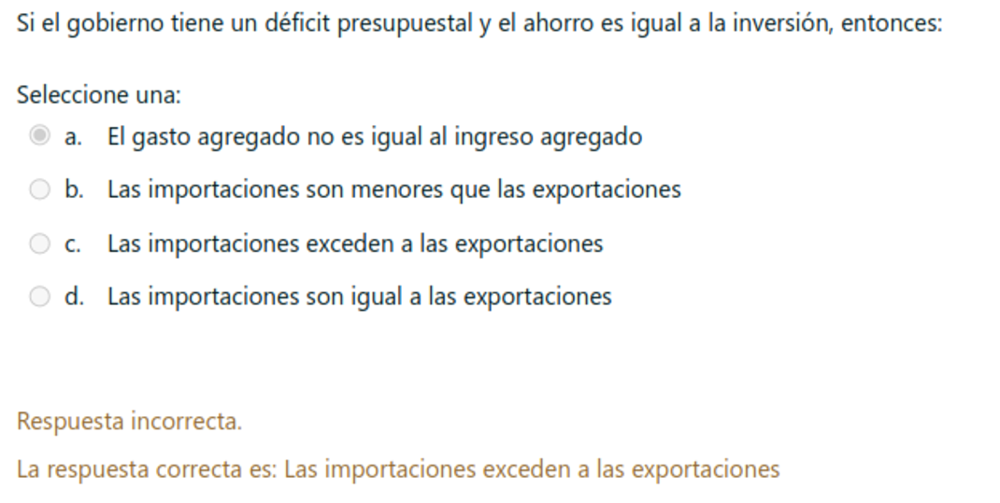 Si el gobierno tiene un déficit presupuestal y el ahorro es igual a la inversión, entonces:
Seleccione una:
a. El gasto agregado no es igual al ingreso agregado
b. Las importaciones son menores que las exportaciones
c. Las importaciones exceden a las exportaciones
d. Las importaciones son igual a las exportaciones
Respuesta incorrecta.
La respuesta correcta es: Las importaciones exceden a las exportaciones